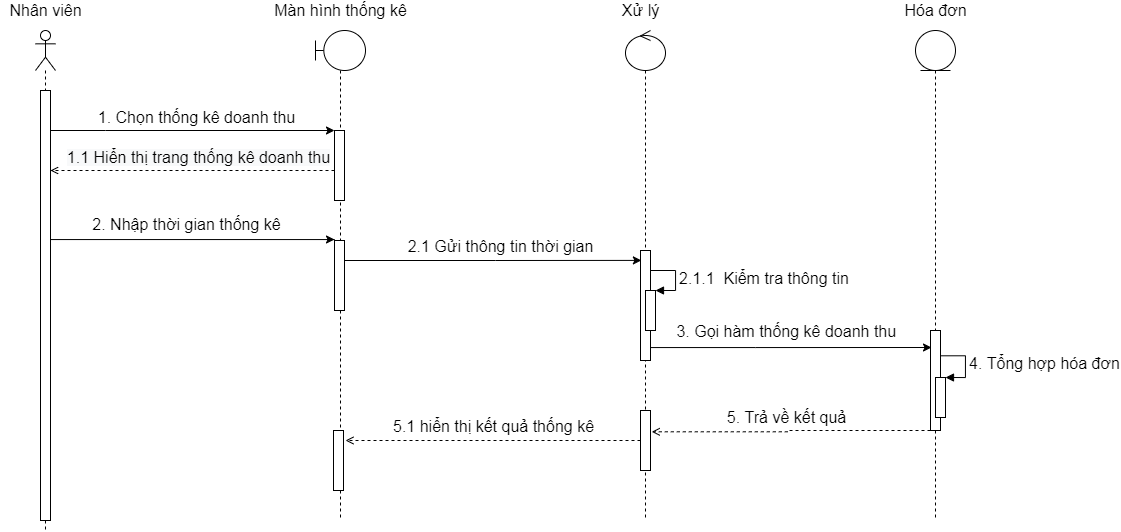 Nhân viên
Màn hình thống kê
Xử lý
Hóa đơn
1. Chọn thống kê doanh thu
1.1 Hiển thị trang thống kê doanh thu
2. Nhập thời gian thống kê
2.1 Gửi thông tin thời gian
2.1.1 Kiểm tra thông tin
3. Gọi hàm thống kê doanh thu
4. Tổng hợp hóa đơn
5. Trả về kết quả
5.1 hiển thị kết quả thống kê